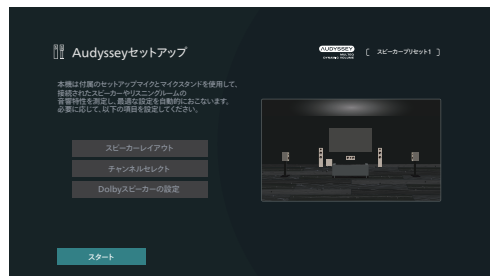 Audysseyセットアップ
AUDYSSEY
MULTEQ
DYNAMIC VOLUME
[ スピーカープリセット1 ]
本機は付属のセットアップマイクとマイクスタンドを使用して、
接続されたスピーカーやリスニングルームの
音響特性を測定し、最適な設定を自動的におこないます。
必要に応じて、以下の項目を設定してください。
スピーカーレイアウト
チャンネルセレクト
Dolbyスピーカーの設定
スタート